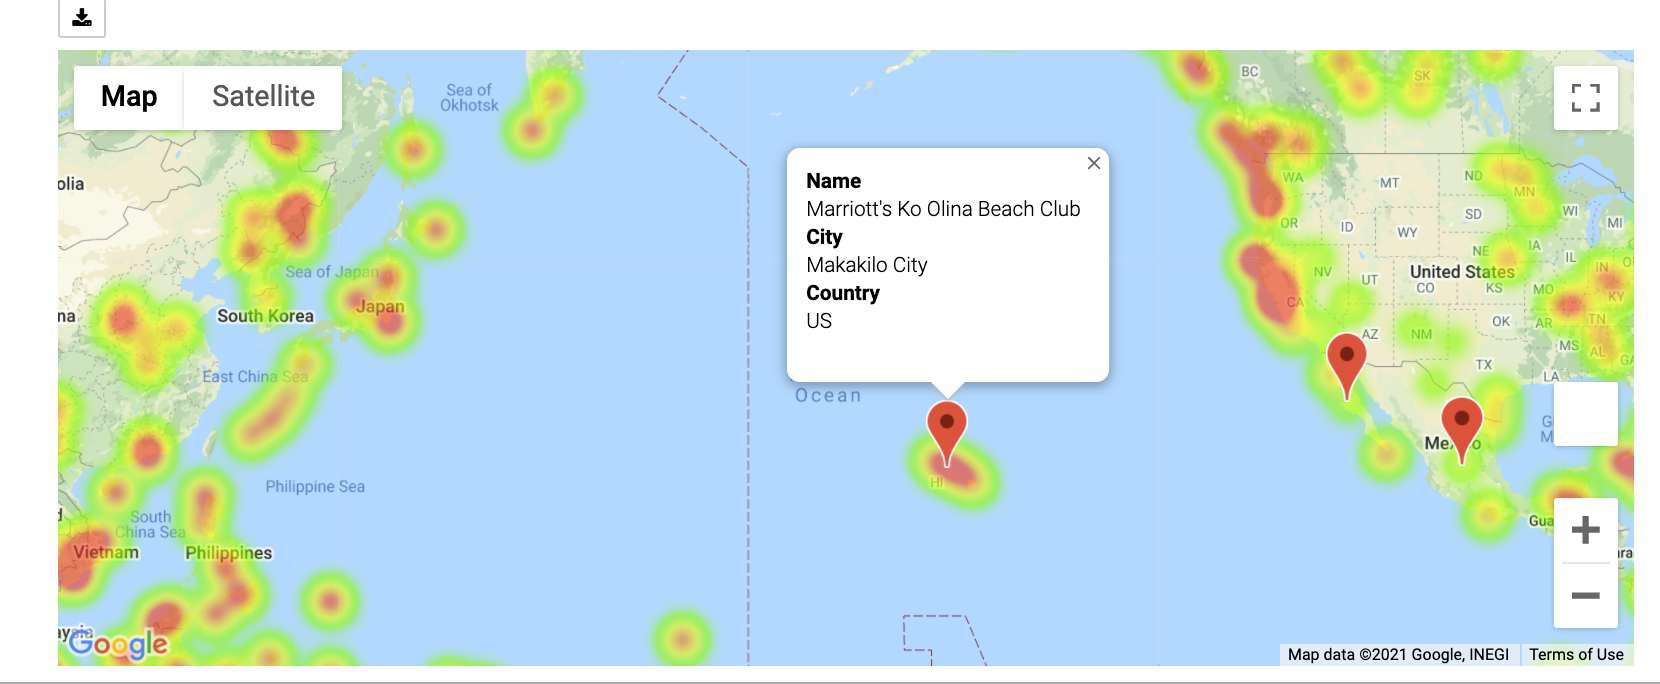 Map
Satellite
Sea of
Okhotsk
BC
SK
olia
Name
Marriott's Ko Olina Beach Club
City
Makakilo City
Country
US
WA
MT
ND
MN
OR
ID
SD
WI
MI
WY
Sea of Japan
NE
IA
NV
UT
United States
IL
IN
CO
KS
MO
KY
na
South Korea
Japan
CA
OK
AR
TN
AZ
NM
MS
AL
GA
East China Sea
TX
LA
Ocean
G
M
HI
Philippine Sea
South
China Sea
Gua
Vietnam
Philippines
Google
Map data ©2021 Google, INEGI
Terms of Use